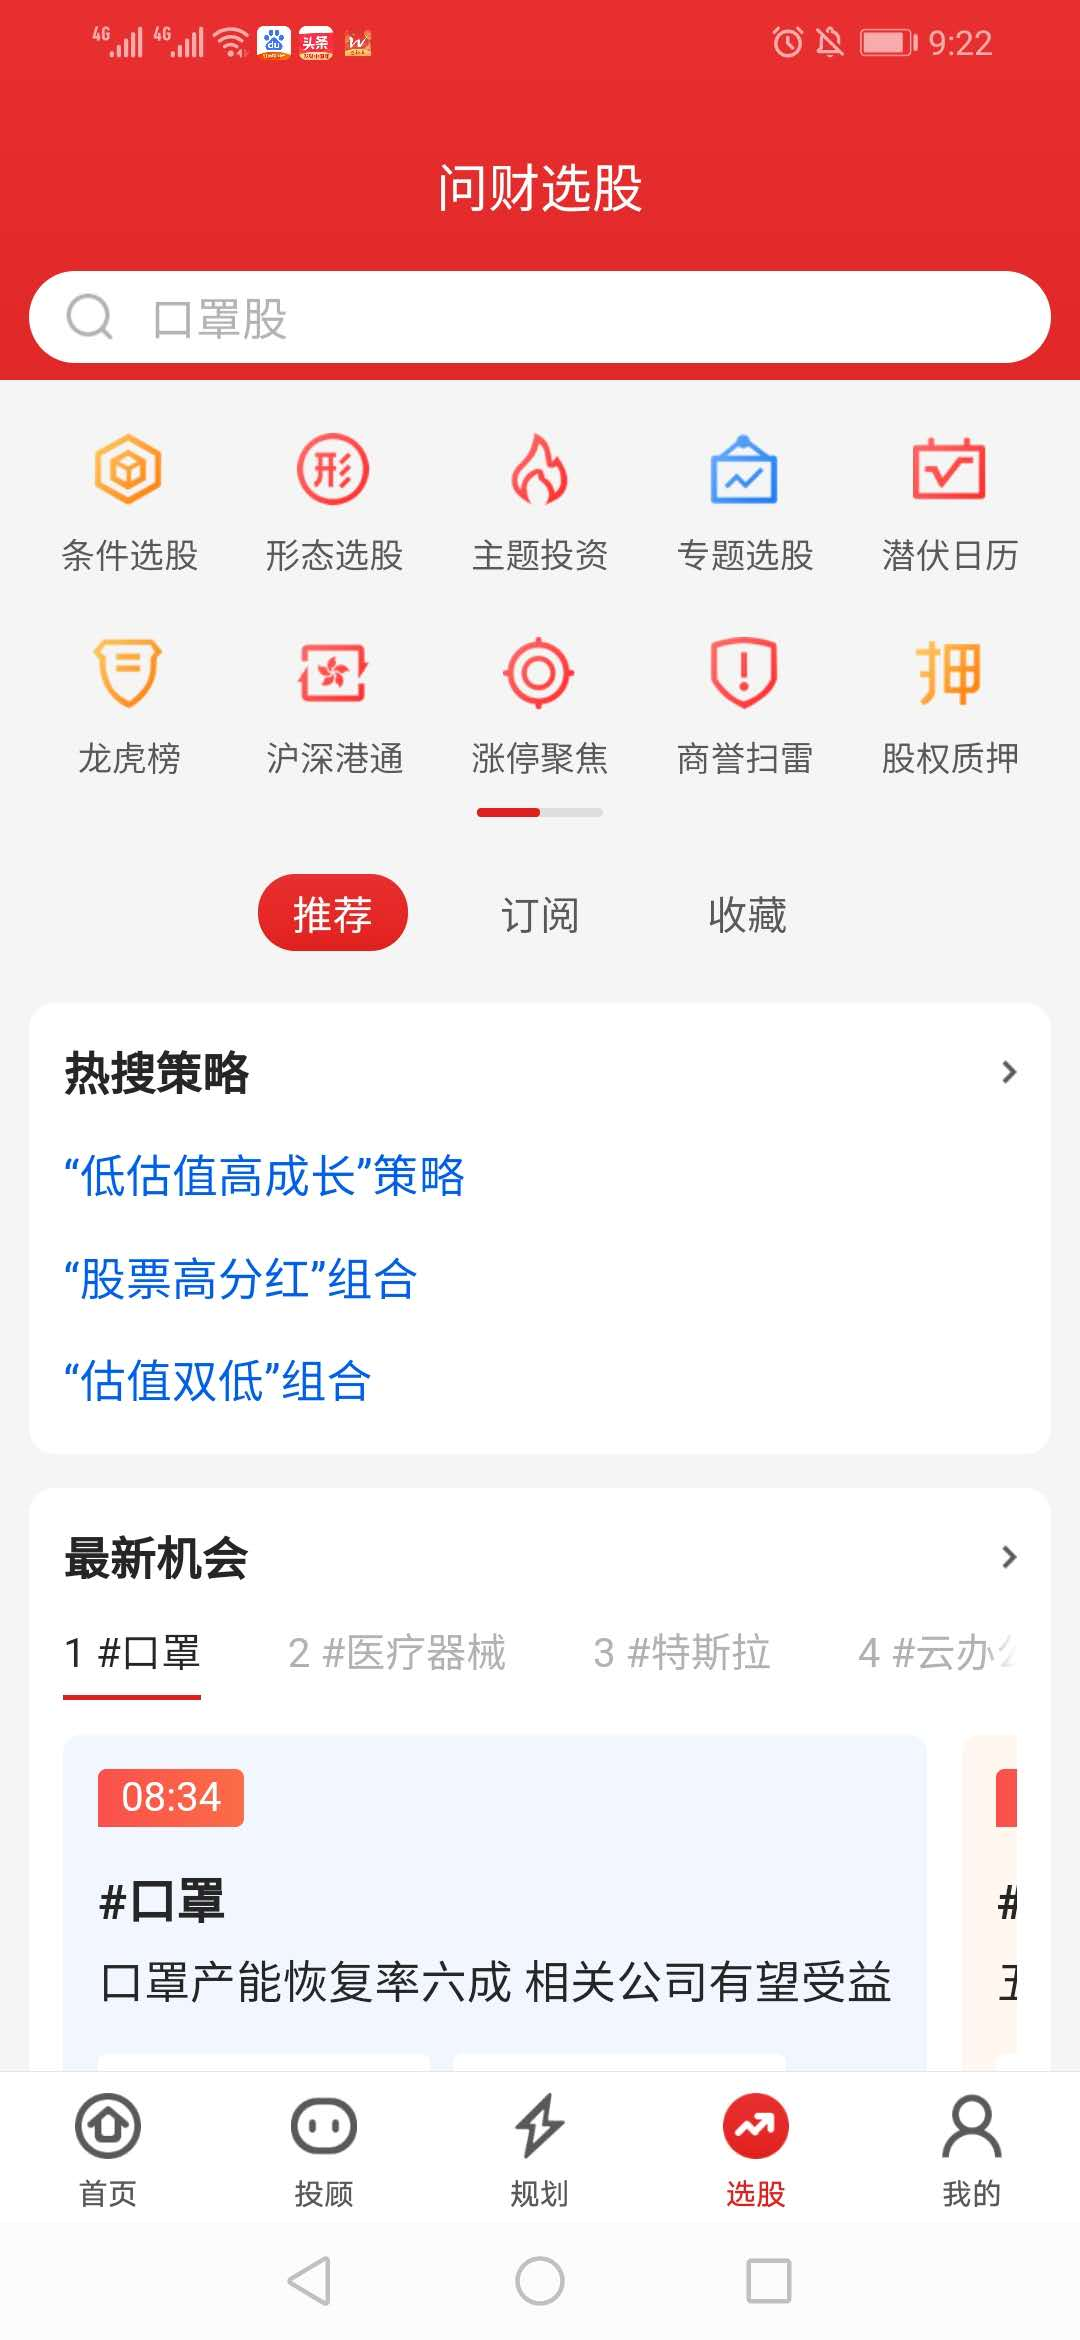 4G 4G 9:22
问财选股
口罩股
形 押
条件选股 形态选股 主题投资 专题选股 潜伏日历
龙虎榜 沪深港通 涨停聚焦 商誉扫雷 股权质押
推荐 订阅 收藏
热搜策略
“低估值高成长”策略
“股票高分红”组合
“估值双低”组合
最新机会
1 #口罩 2 #医疗器械 3 #特斯拉 4 #云办
08:34
#口罩 #
口罩产能恢复率六成 相关公司有望受益
首页 投顾 规划 选股 我的